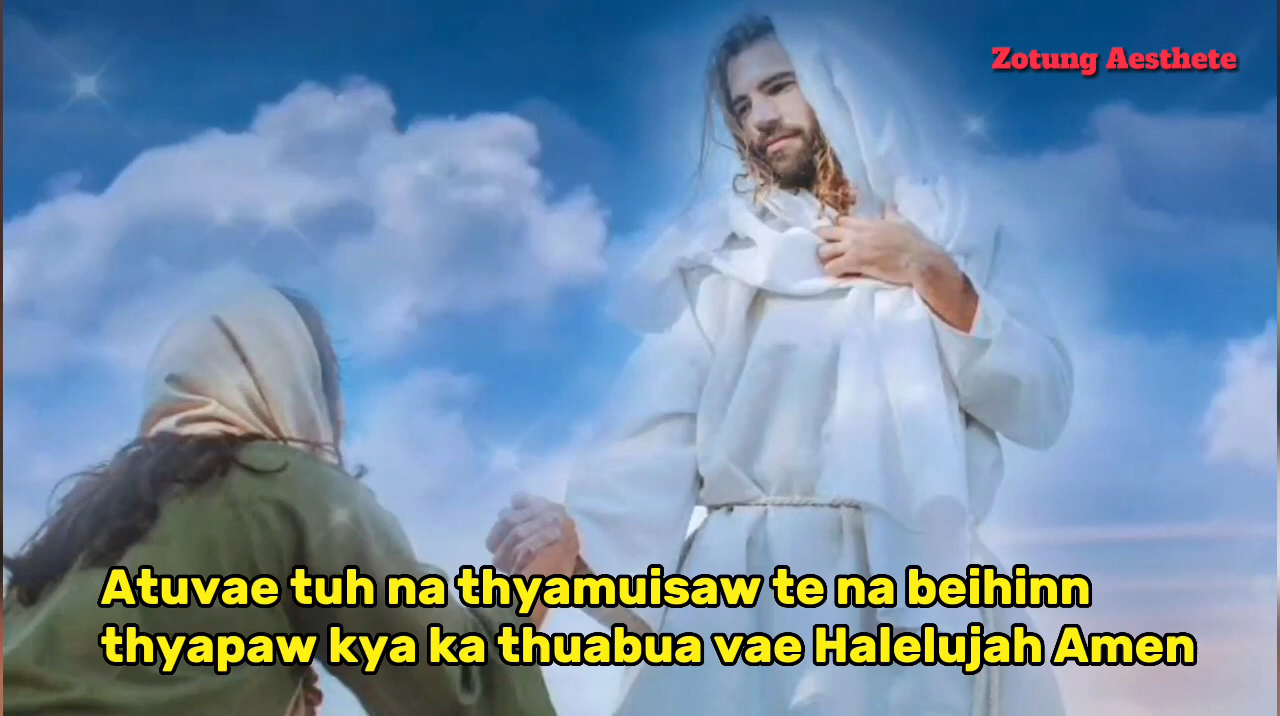 Zotung Aesthete
Atuvae tuh na thyamuisaw te na beihinn
thyapaw kya ka thuabua vae Halelujah Amen